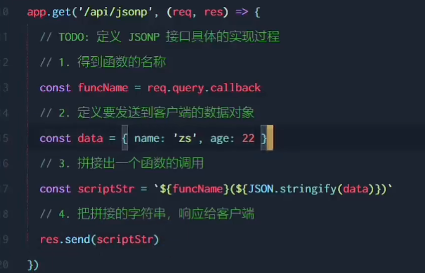 app.get('/api/jsonp', (req, res) => {
// TODO: 定义 JSONP 接口具体的实现过程
// 1. 得到函数的名称
const funcName = req.query.callback
// 2. 定义要发送到客户端的数据对象
const data = { name: 'zs', age: 22 }
// 3. 拼接出一个函数的调用
const scriptStr = `${funcName}(${JSON.stringify(data)})`
// 4. 把拼接的字符串，响应给客户端
res.send(scriptStr)
})